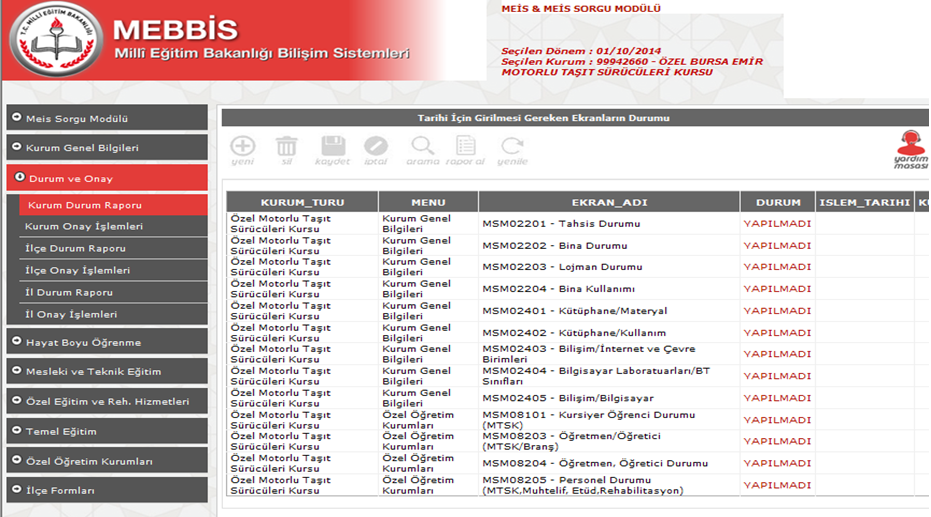 T.C. MİLLÎ EĞİTİM BAKANLIĞI
MEBBİS
Millî Eğitim Bakanlığı Bilişim Sistemleri
MEIS & MEIS SORGU MODÜLÜ
Seçilen Dönem : 01/10/2014
Seçilen Kurum : 99942660 - ÖZEL BURSA EMİR
MOTORLU TAŞIT SÜRÜCÜLERİ KURSU
Meis Sorgu Modülü
Kurum Genel Bilgileri
Durum ve Onay
Kurum Durum Raporu
Kurum Onay İşlemleri
İlçe Durum Raporu
İlçe Onay İşlemleri
İl Durum Raporu
İl Onay İşlemleri
Hayat Boyu Öğrenme
Mesleki ve Teknik Eğitim
Özel Eğitim ve Reh. Hizmetleri
Temel Eğitim
Özel Öğretim Kurumları
İlçe Formları
Tarihi İçin Girilmesi Gereken Ekranların Durumu
yeni sil kaydet iptal arama rapor al yenile
yardım
masası
KURUM_TURU MENU EKRAN_ADI DURUM ISLEM_TARIHI
Özel Motorlu Taşıt Kurum Genel
Sürücüleri Kursu Bilgileri MSM02201 - Tahsis Durumu YAPILMADI
Özel Motorlu Taşıt Kurum Genel
Sürücüleri Kursu Bilgileri MSM02202 - Bina Durumu YAPILMADI
Özel Motorlu Taşıt Kurum Genel
Sürücüleri Kursu Bilgileri MSM02203 - Lojman Durumu YAPILMADI
Özel Motorlu Taşıt Kurum Genel
Sürücüleri Kursu Bilgileri MSM02204 - Bina Kullanımı YAPILMADI
Özel Motorlu Taşıt Kurum Genel
Sürücüleri Kursu Bilgileri MSM02401 - Kütüphane/Materyal YAPILMADI
Özel Motorlu Taşıt Kurum Genel
Sürücüleri Kursu Bilgileri MSM02402 - Kütüphane/Kullanım YAPILMADI
Özel Motorlu Taşıt Kurum Genel MSM02403 - Bilişim/İnternet ve Çevre
Sürücüleri Kursu Bilgileri Birimleri YAPILMADI
Özel Motorlu Taşıt Kurum Genel MSM02404 - Bilgisayar Laboratuarları/BT
Sürücüleri Kursu Bilgileri Sınıfları YAPILMADI
Özel Motorlu Taşıt Kurum Genel
Sürücüleri Kursu Bilgileri MSM02405 - Bilişim/Bilgisayar YAPILMADI
Özel Motorlu Taşıt Özel Öğretim MSM08101 - Kursiyer Öğrenci Durumu
Sürücüleri Kursu Kurumları (MTSK) YAPILMADI
Özel Motorlu Taşıt Özel Öğretim MSM08203 - Öğretmen/Öğretici
Sürücüleri Kursu Kurumları (MTSK/Branş) YAPILMADI
Özel Motorlu Taşıt Özel Öğretim
Sürücüleri Kursu Kurumları MSM08204 - Öğretmen, Öğretici Durumu YAPILMADI
Özel Motorlu Taşıt Özel Öğretim MSM08205 - Personel Durumu
Sürücüleri Kursu Kurumları (MTSK,Muhtelif, Etüd,Rehabilitasyon) YAPILMADI